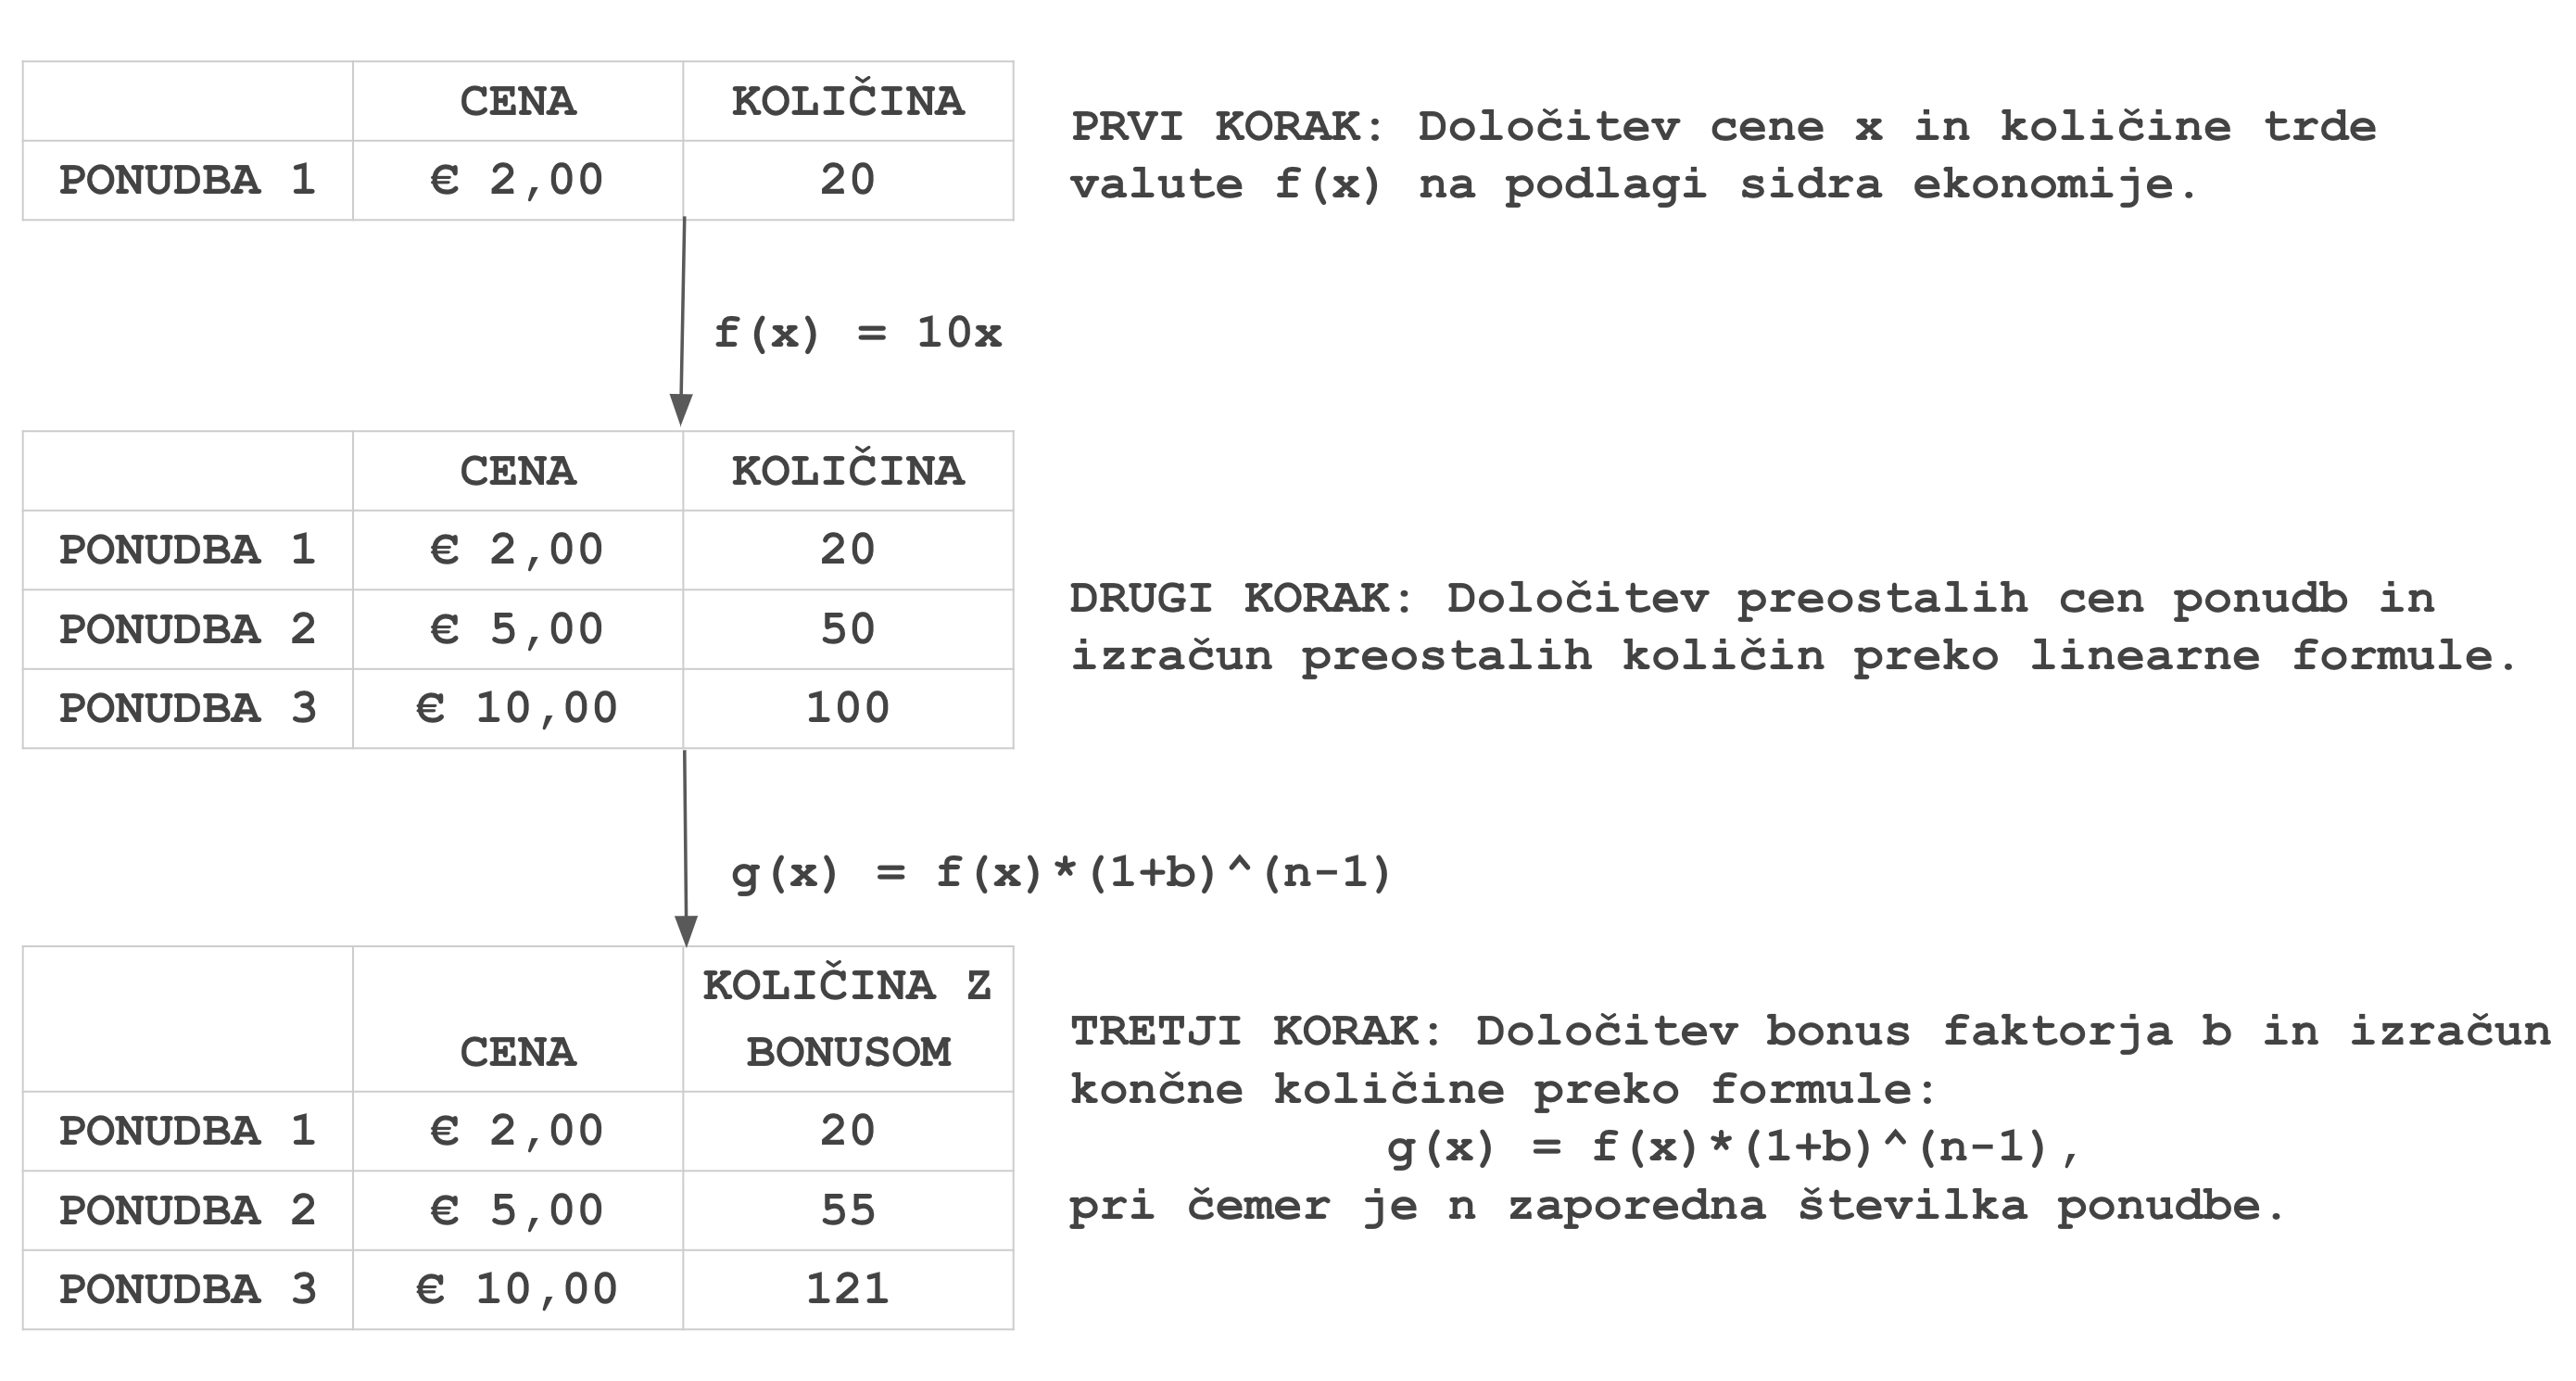 CENA KOLIČINA
PONUDBA 1 € 2,00 20
PRVI KORAK: Določitev cene x in količine trde
valute f(x) na podlagi sidra ekonomije.
f(x) = 10x
CENA KOLIČINA
PONUDBA 1 € 2,00 20
PONUDBA 2 € 5,00 50
PONUDBA 3 € 10,00 100
DRUGI KORAK: Določitev preostalih cen ponudb in
izračun preostalih količin preko linearne formule.
g(x) = f(x)*(1+b)^(n-1)
KOLIČINA Z
CENA BONUSOM
PONUDBA 1 € 2,00 20
PONUDBA 2 € 5,00 55
PONUDBA 3 € 10,00 121
TRETJI KORAK: Določitev bonus faktorja b in izračun
končne količine preko formule:
g(x) = f(x)*(1+b)^(n-1),
pri čemer je n zaporedna številka ponudbe.